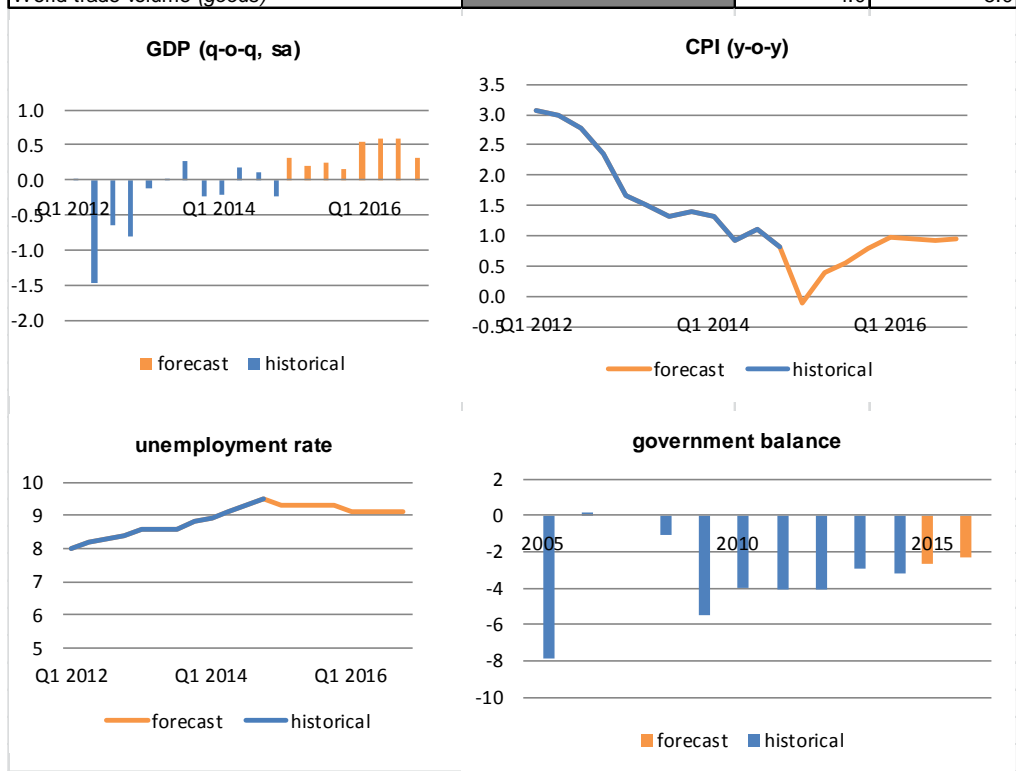 GDP (q-o-q, sa)
1.0
0.5
0.0
-0.5
-1.0
-1.5
-2.0
Q1 2012
Q1 2014
Q1 2016
forecast
historical
CPI (y-o-y)
3.5
3.0
2.5
2.0
1.5
1.0
0.5
0.0
-0.5
Q1 2012
Q1 2014
Q1 2016
forecast
historical
unemployment rate
10
9
8
7
6
5
Q1 2012
Q1 2014
Q1 2016
forecast
historical
government balance
2
0
-2
-4
-6
-8
-10
2005
2010
2015
forecast
historical